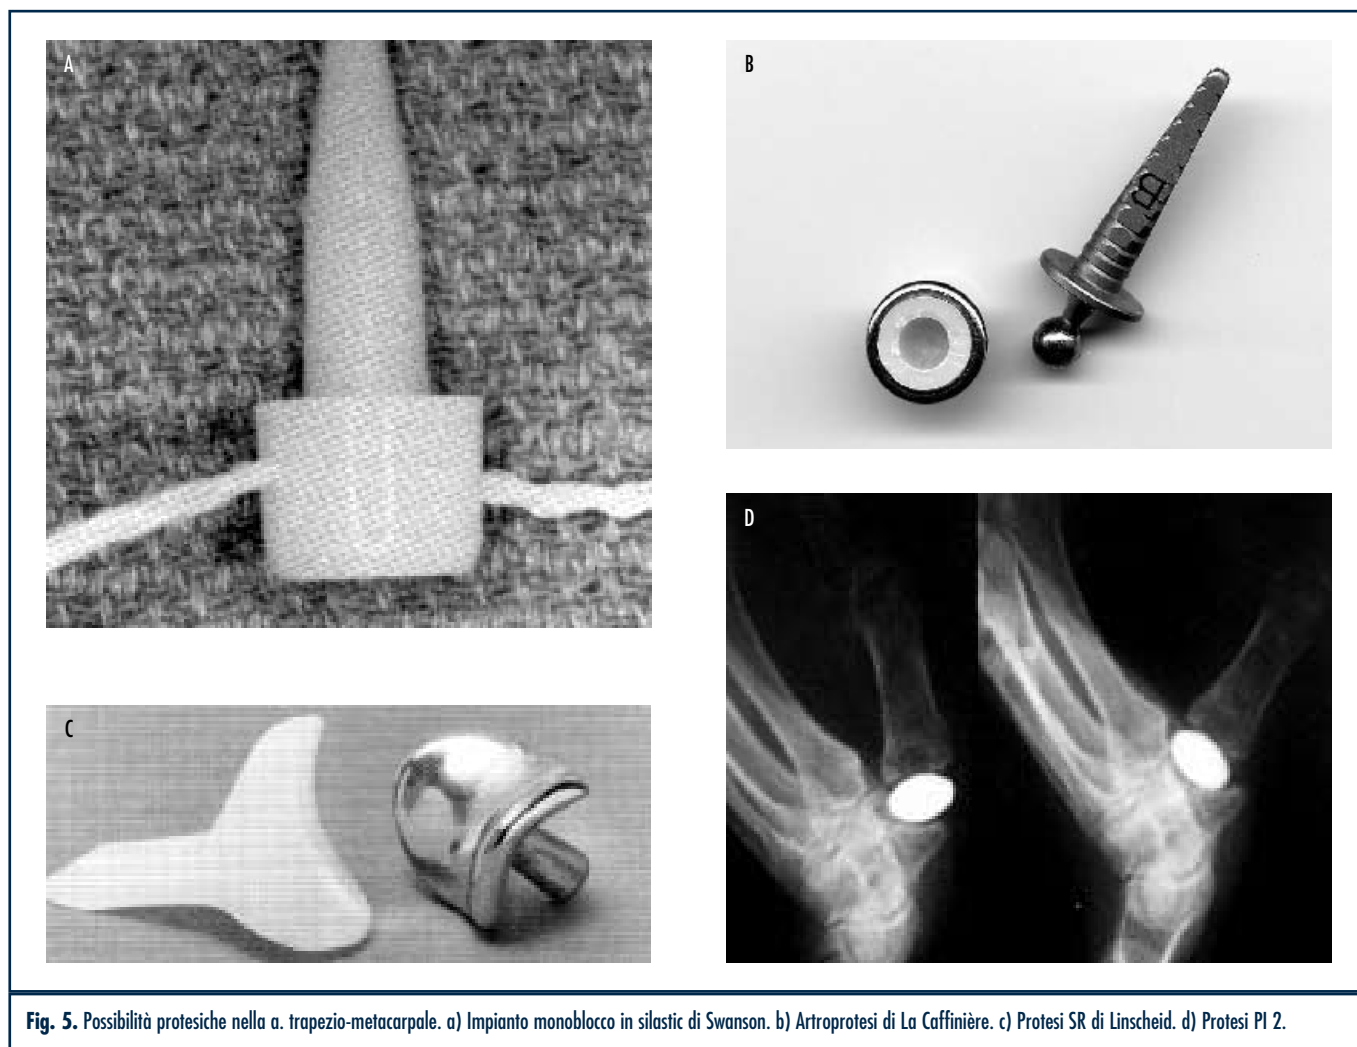 A
B
C
D
Fig. 5. Possibilità protesiche nella a. trapezio-metacarpale. a) Impianto monoblocco in silastic di Swanson. b) Artroprotesi di La Caffinière. c) Protesi SR di Linscheid. d) Protesi PI 2.